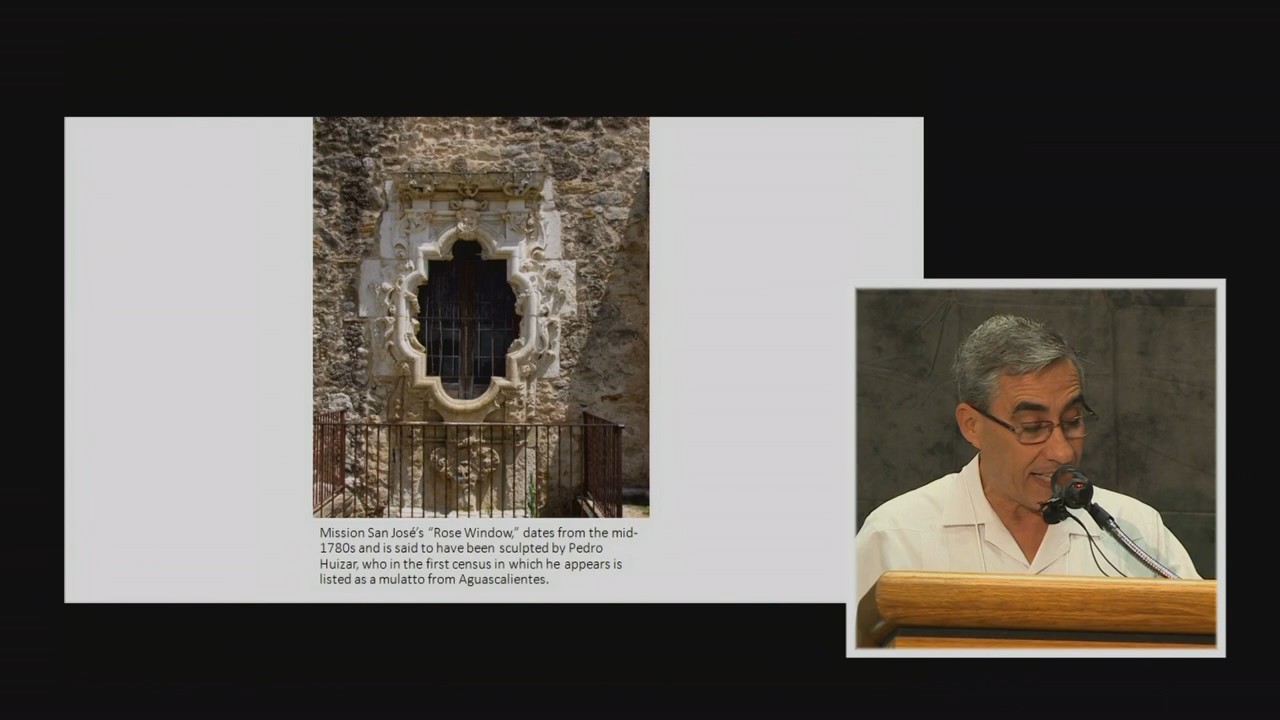 Mission San José's "Rose Window," dates from the mid-
1780s and is said to have been sculpted by Pedro
Huizar, who in the first census in which he appears is
listed as a mulatto from Aguascalientes.